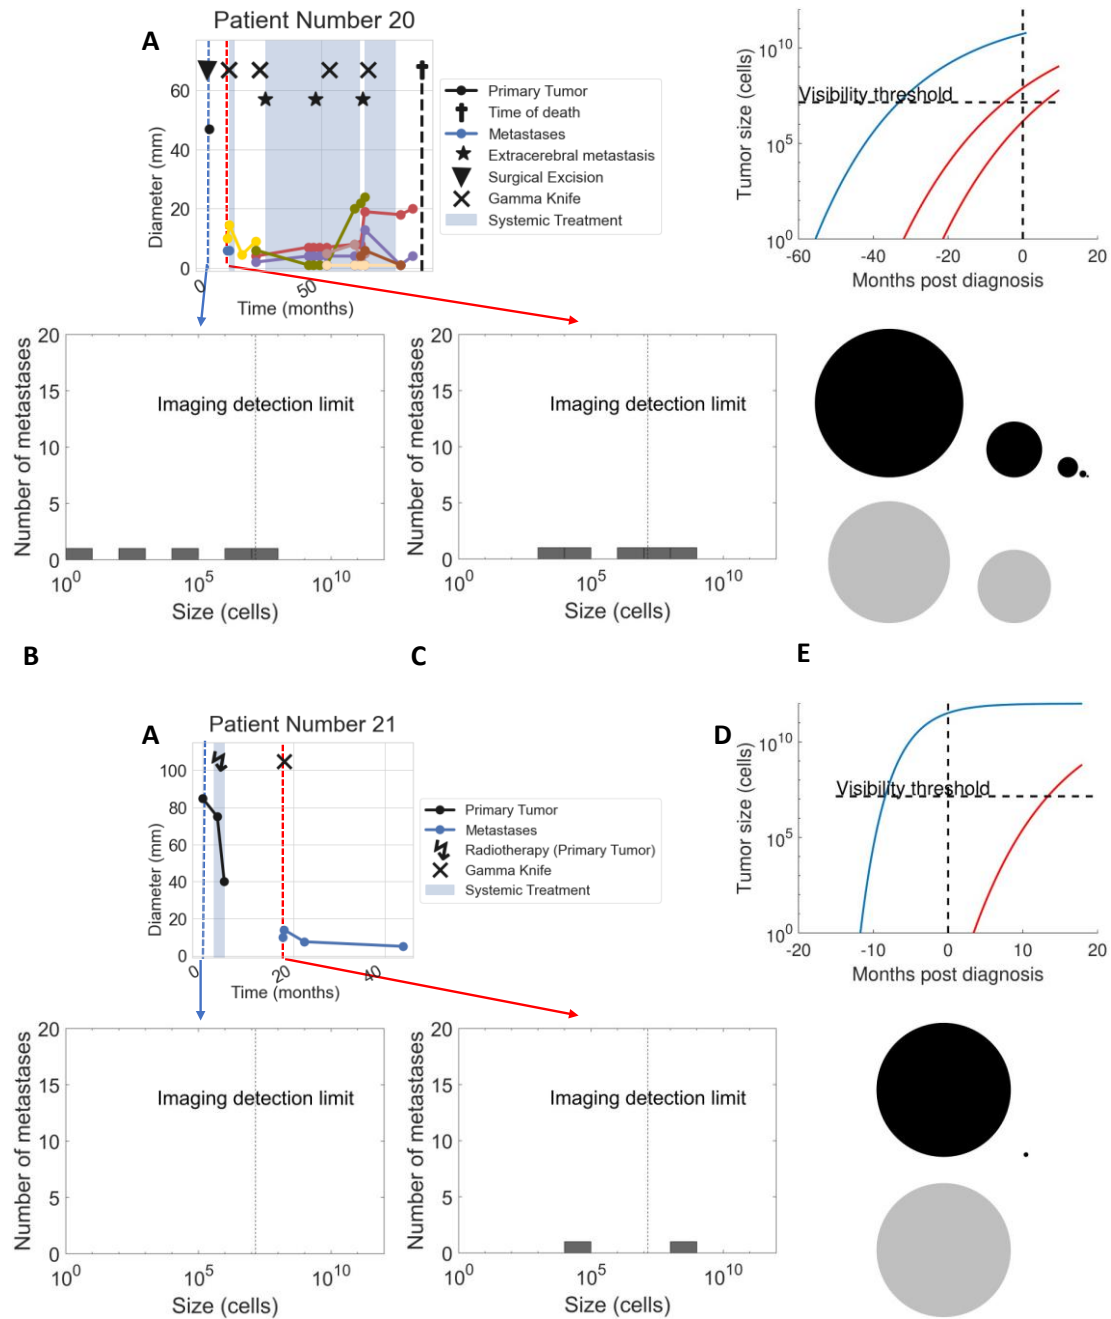 Patient Number 20
A
Diameter (mm)
60
40
20
0
0
50
Time (months)
Primary Tumor
Time of death
Metastases
Extracerebral metastasis
Surgical Excision
Gamma Knife
Systemic Treatment
Tumor size (cells)
10^10
10^5
10^0
Visibility threshold
-60
-40
-20
0
20
Months post diagnosis
Number of metastases
20
15
10
5
0
Imaging detection limit
10^0
10^5
10^10
Size (cells)
Number of metastases
20
15
10
5
0
Imaging detection limit
10^0
10^5
10^10
Size (cells)
B
C
E
Patient Number 21
A
D
Diameter (mm)
100
80
60
40
20
0
0
20
40
Time (months)
Primary Tumor
Metastases
Radiotherapy (Primary Tumor)
Gamma Knife
Systemic Treatment
Tumor size (cells)
10^10
10^5
10^0
Visibility threshold
-20
-10
0
10
20
Months post diagnosis
Number of metastases
20
15
10
5
0
Imaging detection limit
10^0
10^5
10^10
Size (cells)
Number of metastases
20
15
10
5
0
Imaging detection limit
10^0
10^5
10^10
Size (cells)